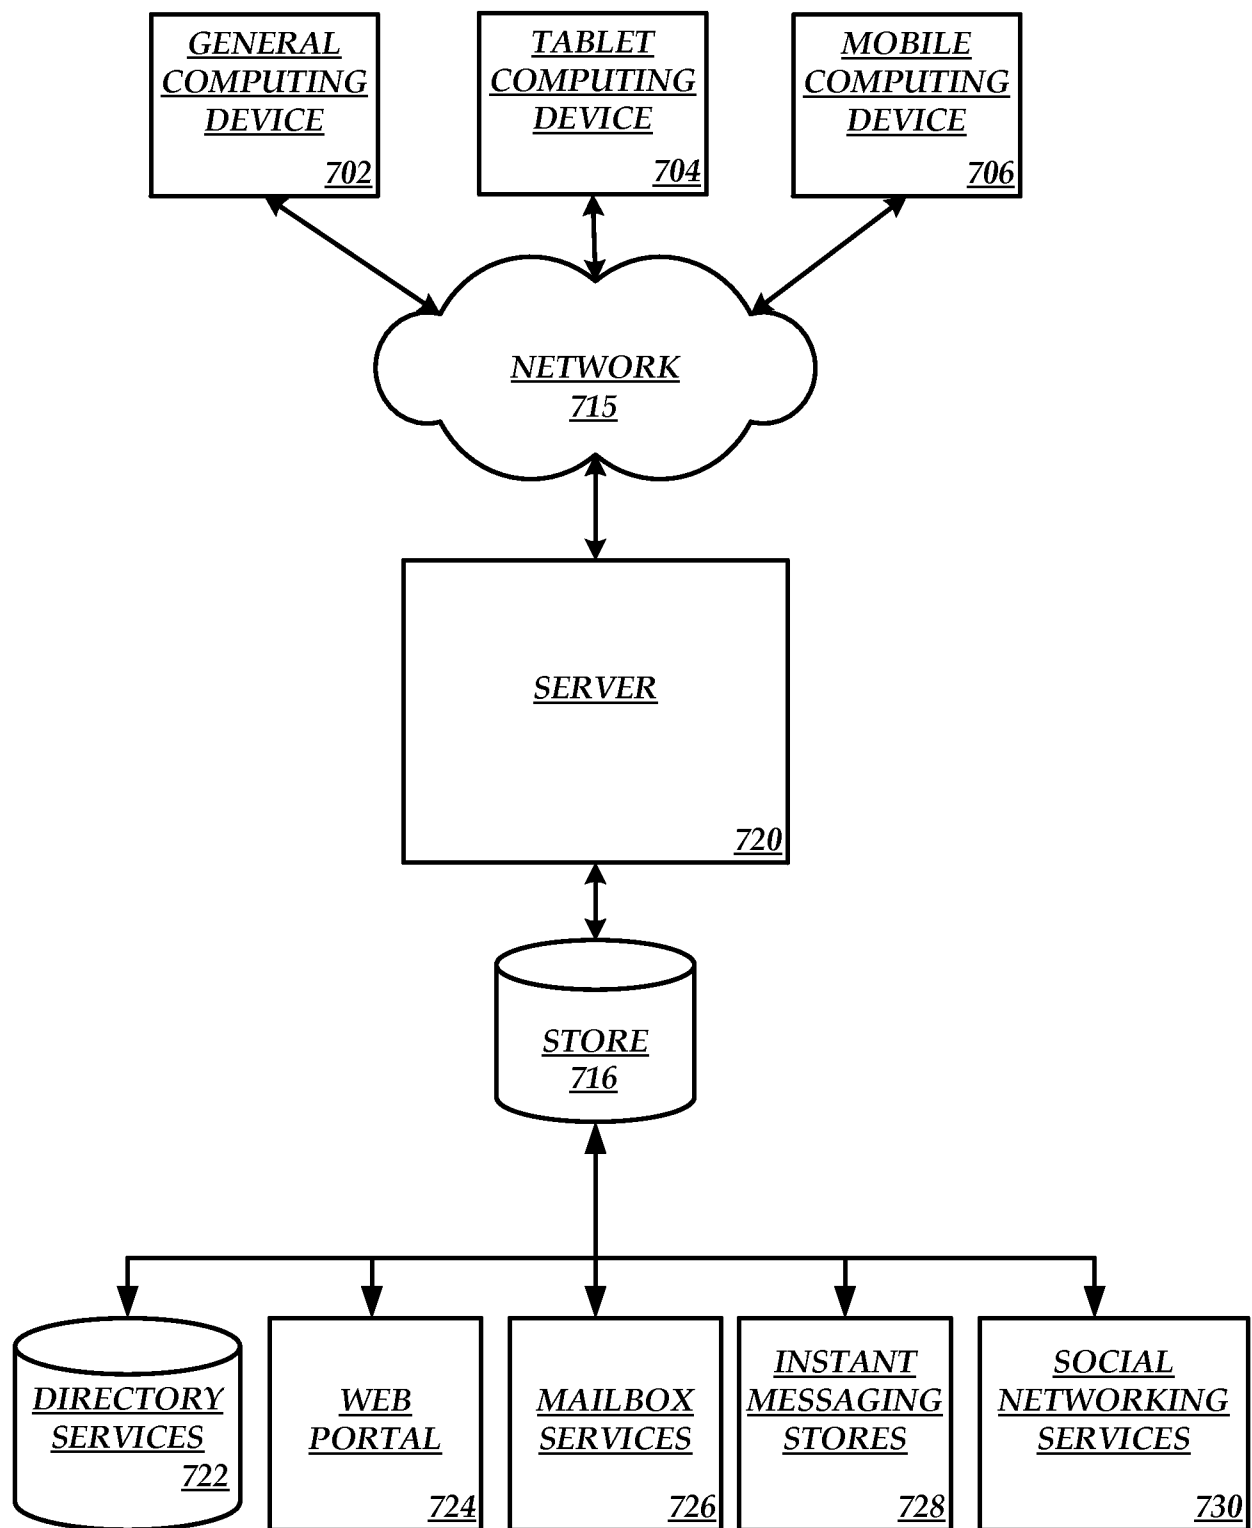 GENERAL
COMPUTING
DEVICE
702
TABLET
COMPUTING
DEVICE
704
MOBILE
COMPUTING
DEVICE
706
NETWORK
715
SERVER
720
STORE
716
DIRECTORY
SERVICES
722
WEB
PORTAL
724
MAILBOX
SERVICES
726
INSTANT
MESSAGING
STORES
728
SOCIAL
NETWORKING
SERVICES
730